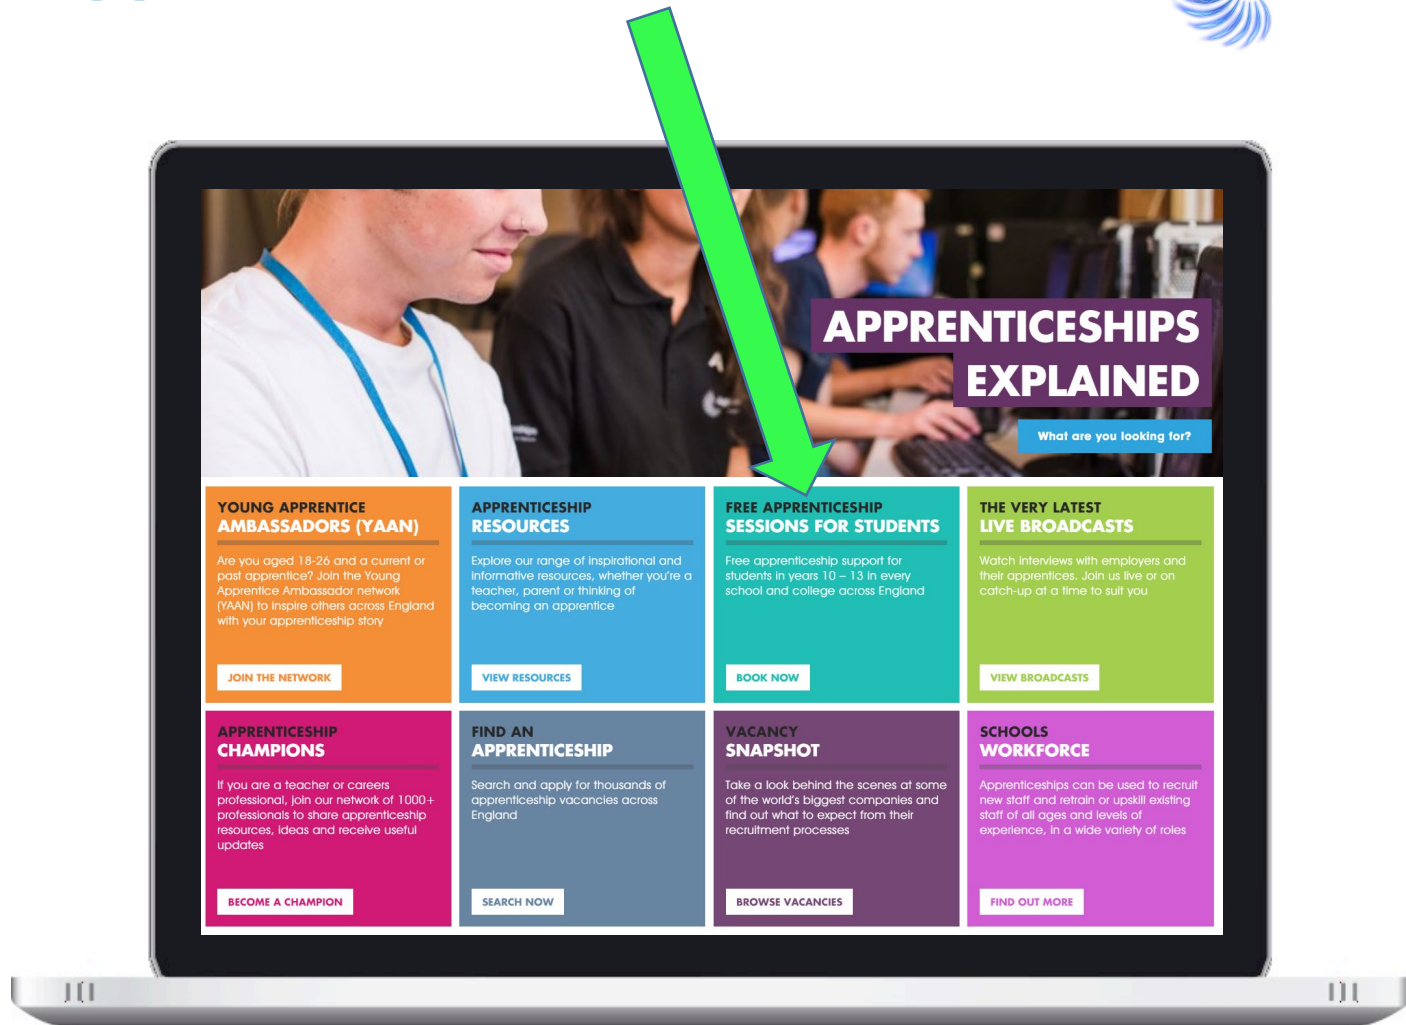 APPRENTICESHIPS
EXPLAINED
What are you looking for?
YOUNG APPRENTICE
AMBASSADORS (YAAN)
Are you aged 18-26 and a current or
past apprentice? Join the Young
Apprentice Ambassador network
(YAAN) to inspire others across England
with your apprenticeship story
JOIN THE NETWORK
APPRENTICESHIP
RESOURCES
Explore our range of inspirational and
informative resources, whether you're a
teacher, parent or thinking of
becoming an apprentice
VIEW RESOURCES
FREE APPRENTICESHIP
SESSIONS FOR STUDENTS
Free apprenticeship support for
students in years 10 – 13 in every
school and college across England
BOOK NOW
THE VERY LATEST
LIVE BROADCASTS
Watch interviews with employers and
their apprentices. Join us live or on
catch-up at a time to suit you
VIEW BROADCASTS
APPRENTICESHIP
CHAMPIONS
If you are a teacher or careers
professional, join our network of 1000+
professionals to share apprenticeship
resources, ideas and receive useful
updates
BECOME A CHAMPION
FIND AN
APPRENTICESHIP
Search and apply for thousands of
apprenticeship vacancies across
England
SEARCH NOW
VACANCY
SNAPSHOT
Take a look behind the scenes at some
of the world's biggest companies and
find out what to expect from their
recruitment processes
BROWSE VACANCIES
SCHOOLS
WORKFORCE
Apprenticeships can be used to recruit
new staff and retrain or upskill existing
staff of all ages and levels of
experience, in a wide variety of roles
FIND OUT MORE